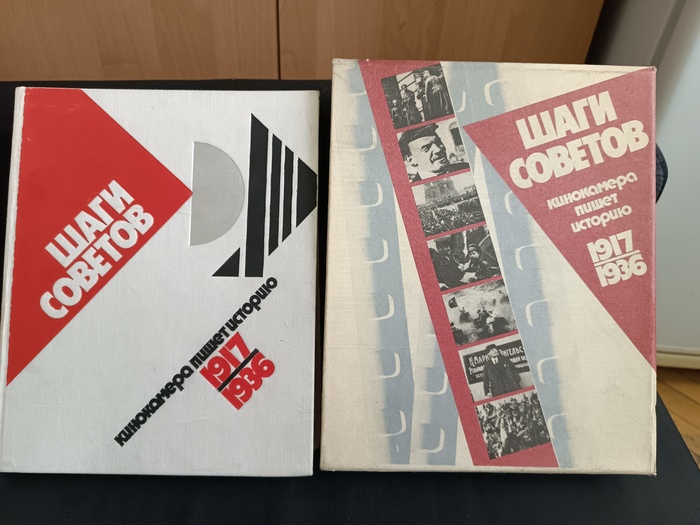 ШАГИ
СОВЕТОВ
кинокамера пишет историю
1917
1936
ШАГИ
СОВЕТОВ
кинокамера
пишет
историю
1917
1936